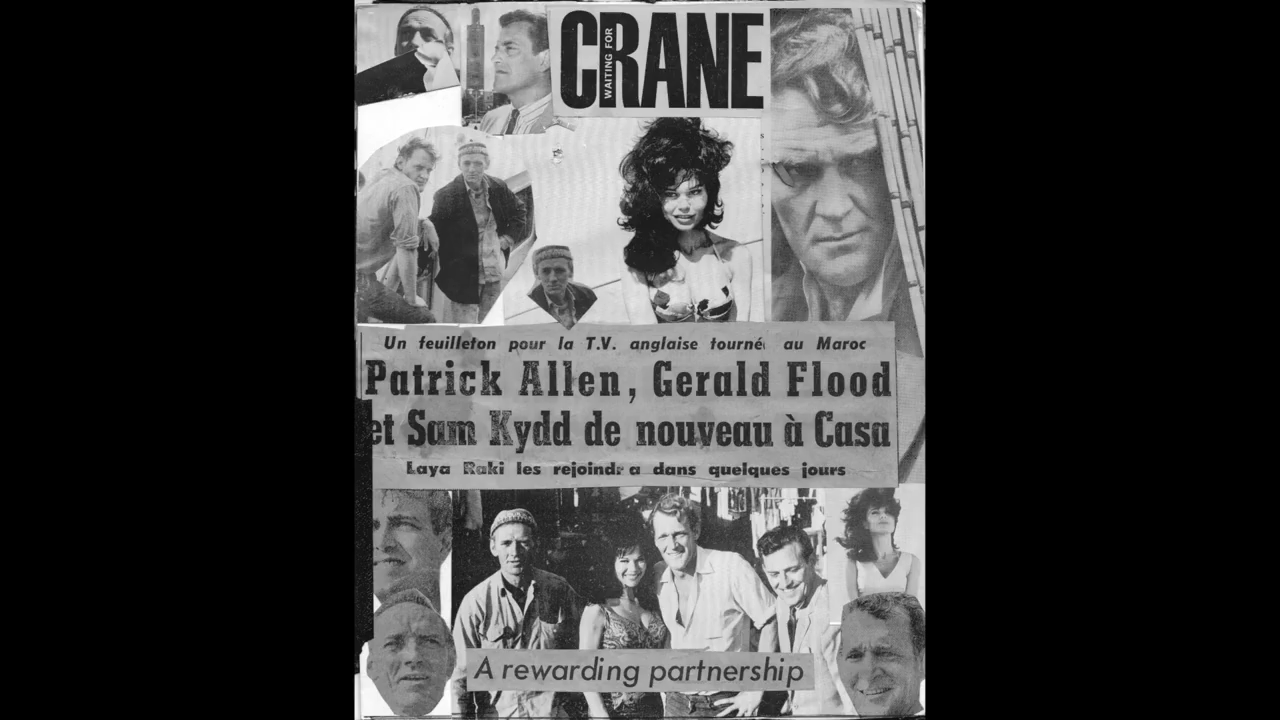 WAITING FOR
CRANE
Un feuilleton pour la T.V. anglaise tourné au Maroc
Patrick Allen, Gerald Flood
et Sam Kydd de nouveau à Casa
Laya Raki les rejoindra dans quelques jours
A rewarding partnership